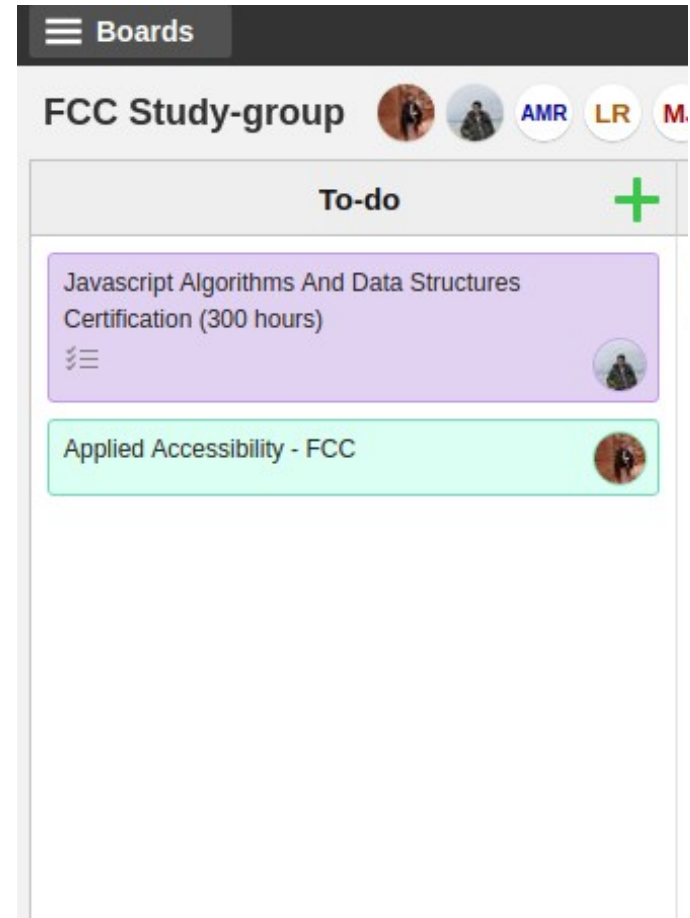 Boards
FCC Study-group
AMR
LR
To-do
Javascript Algorithms And Data Structures
Certification (300 hours)
Applied Accessibility - FCC